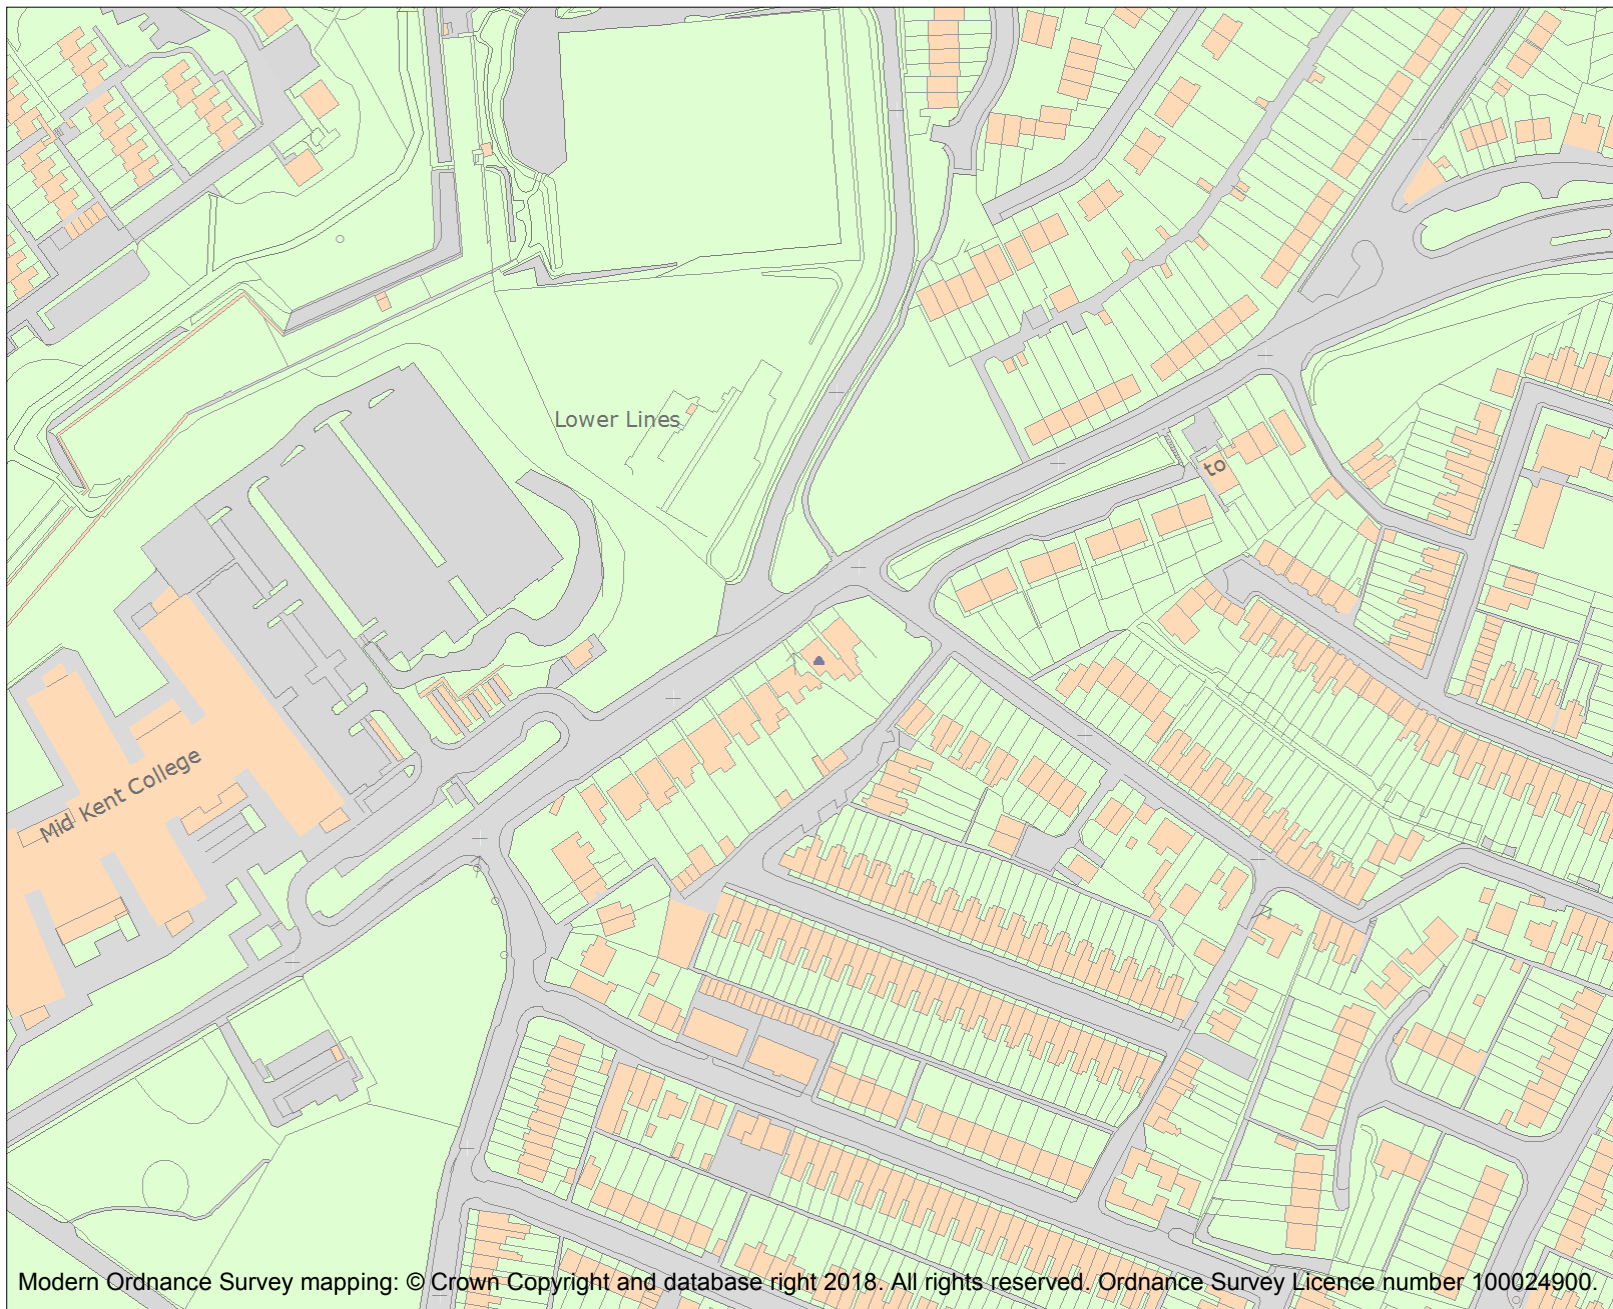 Lower Lines
to
Mid Kent College
Modern Ordnance Survey mapping: © Crown Copyright and database right 2018. All rights reserved. Ordnance Survey Licence number 100024900.